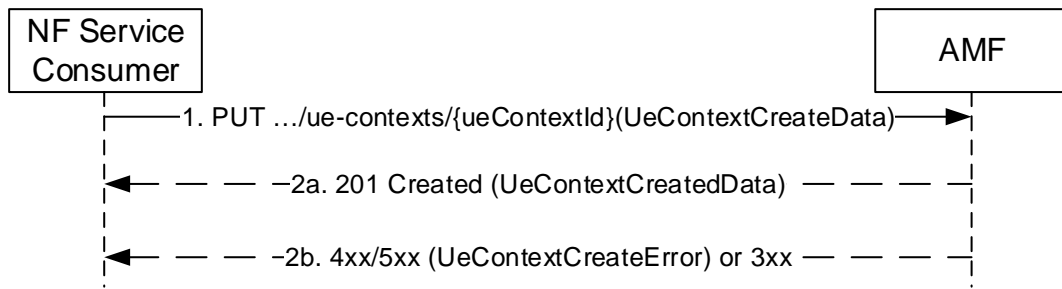 NF Service
Consumer
AMF
1. PUT …/ue-contexts/{ueContextId}(UeContextCreateData)
2a. 201 Created (UeContextCreatedData)
2b. 4xx/5xx (UeContextCreateError) or 3xx